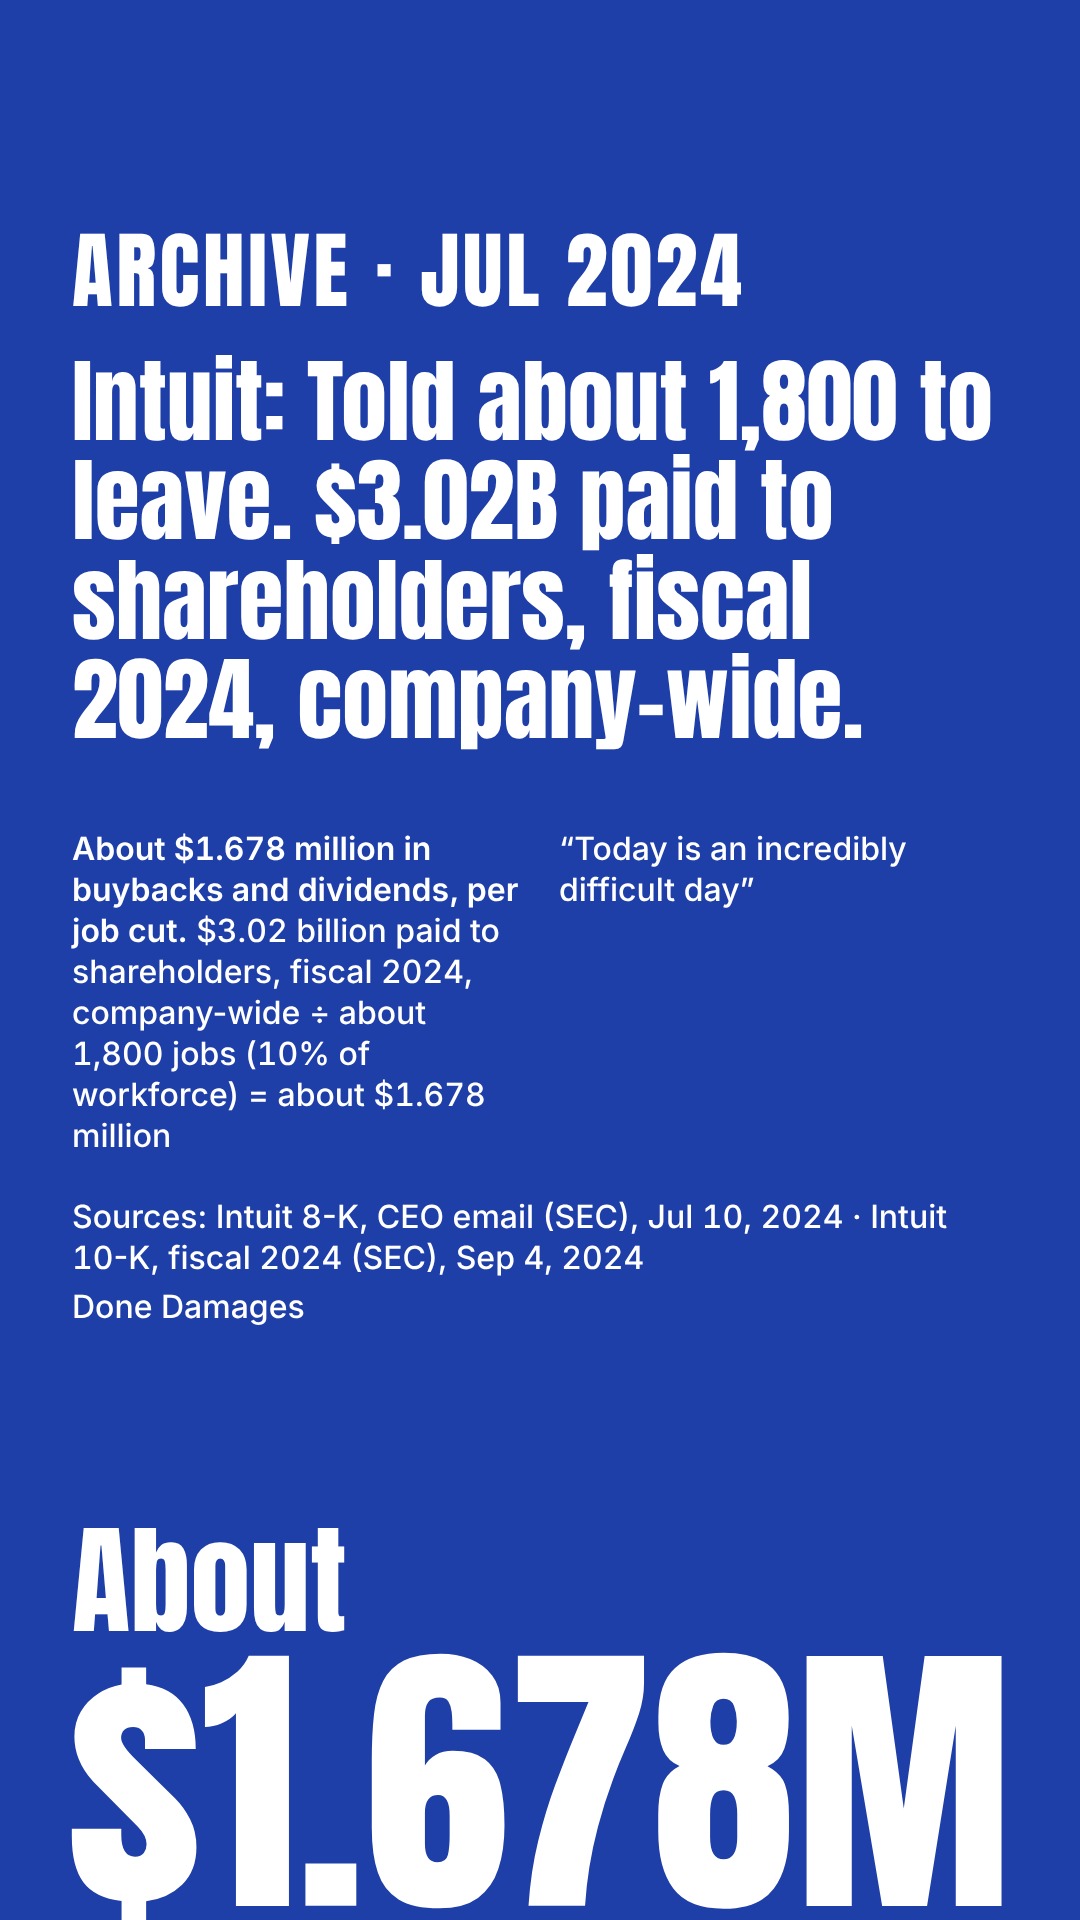 ARCHIVE · JUL 2024
Intuit: Told about 1,800 to
leave. $3.02B paid to
shareholders, fiscal
2024, company-wide.
About $1.678 million in
buybacks and dividends, per
job cut. $3.02 billion paid to
shareholders, fiscal 2024,
company-wide ÷ about
1,800 jobs (10% of
workforce) = about $1.678
million
“Today is an incredibly
difficult day”
Sources: Intuit 8-K, CEO email (SEC), Jul 10, 2024 · Intuit
10-K, fiscal 2024 (SEC), Sep 4, 2024
Done Damages
About
$1.678M